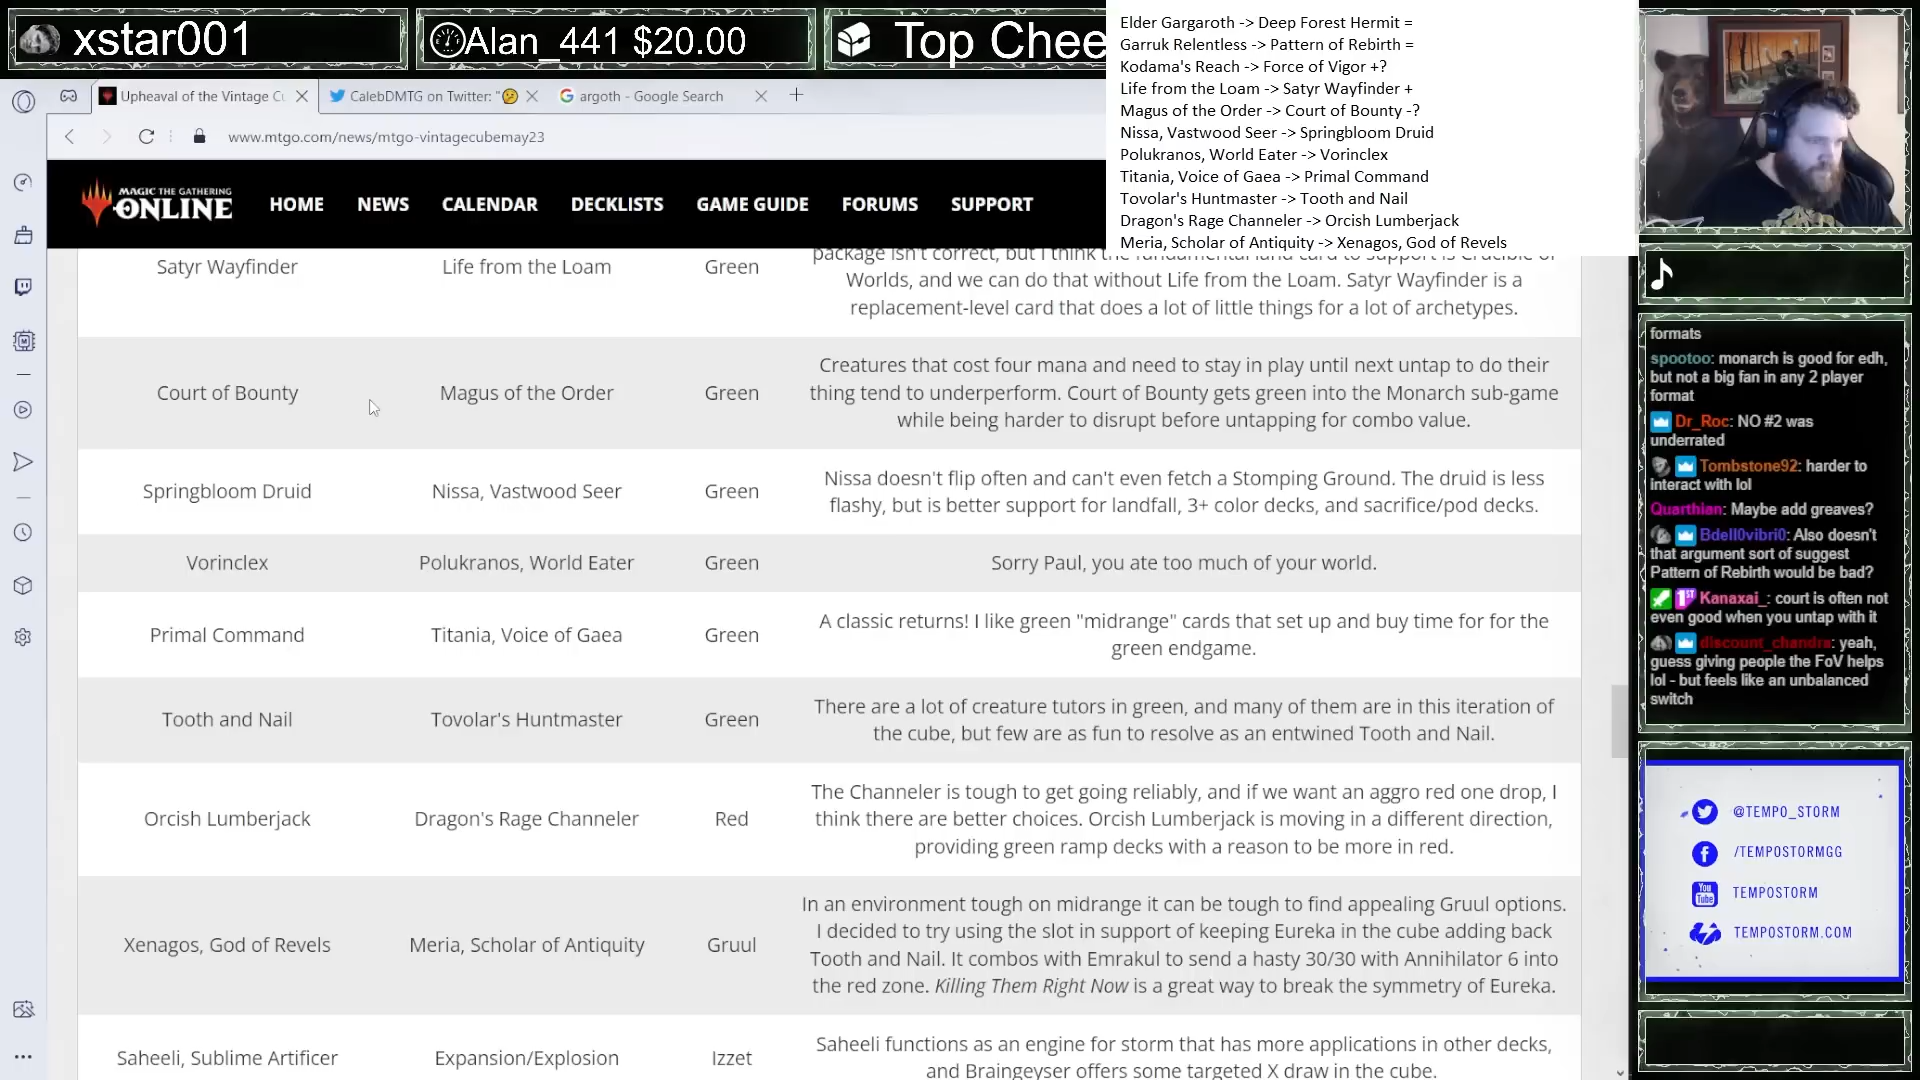 xstar001
Alan_441 $20.00
Top Chee
Elder Gargaroth -> Deep Forest Hermit =
Garruk Relentless -> Pattern of Rebirth =
Kodama's Reach -> Force of Vigor +?
Life from the Loam -> Satyr Wayfinder +
Magus of the Order -> Court of Bounty -?
Nissa, Vastwood Seer -> Springbloom Druid
Polukranos, World Eater -> Vorinclex
Titania, Voice of Gaea -> Primal Command
Tovolar's Huntmaster -> Tooth and Nail
Dragon's Rage Channeler -> Orcish Lumberjack
Meria, Scholar of Antiquity -> Xenagos, God of Revels
Upheaval of the Vintage Cu
CalebDMTG on Twitter: "
argoth - Google Search
www.mtgo.com/news/mtgo-vintagecubemay23
MAGIC THE GATHERING
ONLINE
HOME NEWS CALENDAR DECKLISTS GAME GUIDE FORUMS SUPPORT
Satyr Wayfinder
Life from the Loam
Green
package isn't correct, but I think the fundamental land card to support is Crucible of
Worlds, and we can do that without Life from the Loam. Satyr Wayfinder is a
replacement-level card that does a lot of little things for a lot of archetypes.
Court of Bounty
Magus of the Order
Green
Creatures that cost four mana and need to stay in play until next untap to do their
thing tend to underperform. Court of Bounty gets green into the Monarch sub-game
while being harder to disrupt before untapping for combo value.
Springbloom Druid
Nissa, Vastwood Seer
Green
Nissa doesn't flip often and can't even fetch a Stomping Ground. The druid is less
flashy, but is better support for landfall, 3+ color decks, and sacrifice/pod decks.
Vorinclex
Polukranos, World Eater
Green
Sorry Paul, you ate too much of your world.
Primal Command
Titania, Voice of Gaea
Green
A classic returns! I like green "midrange" cards that set up and buy time for for the
green endgame.
Tooth and Nail
Tovolar's Huntmaster
Green
There are a lot of creature tutors in green, and many of them are in this iteration of
the cube, but few are as fun to resolve as an entwined Tooth and Nail.
Orcish Lumberjack
Dragon's Rage Channeler
Red
The Channeler is tough to get going reliably, and if we want an aggro red one drop, I
think there are better choices. Orcish Lumberjack is moving in a different direction,
providing green ramp decks with a reason to be more in red.
Xenagos, God of Revels
Meria, Scholar of Antiquity
Gruul
In an environment tough on midrange it can be tough to find appealing Gruul options.
I decided to try using the slot in support of keeping Eureka in the cube adding back
Tooth and Nail. It combos with Emrakul to send a hasty 30/30 with Annihilator 6 into
the red zone. Killing Them Right Now is a great way to break the symmetry of Eureka.
Saheeli, Sublime Artificer
Expansion/Explosion
Izzet
Saheeli functions as an engine for storm that has more applications in other decks,
and Braingeyser offers some targeted X draw in the cube.
formats
spootoo: monarch is good for edh,
but not a big fan in any 2 player
format
Dr_Roc: NO #2 was
underrated
Tombstone92: harder to
interact with lol
Quarthian: Maybe add greaves?
Bdell0vibri0: Also doesn't
that argument sort of suggest
Pattern of Rebirth would be bad?
1ST Kanaxai_: court is often not
even good when you untap with it
discount_chandra: yeah,
guess giving people the FoV helps
lol - but feels like an unbalanced
switch
@TEMPO_STORM
/TEMPOSTORMGG
You Tube TEMPOSTORM
TEMPOSTORM.COM